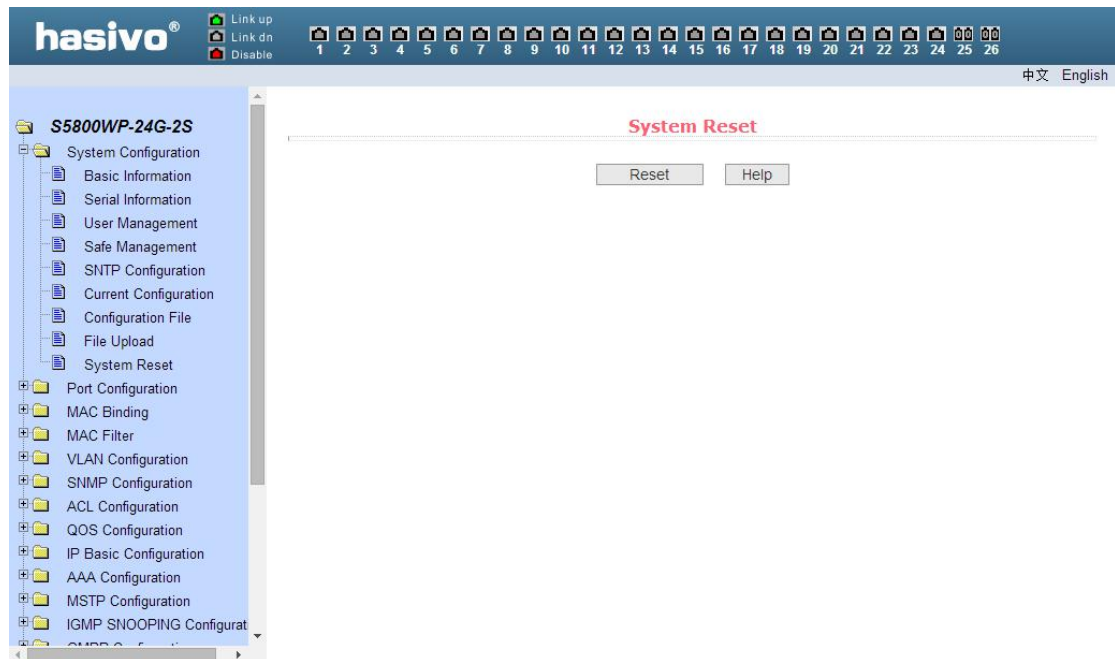 hasivo®
Link up
Link dn
Disable
1 2 3 4 5 6 7 8 9 10 11 12 13 14 15 16 17 18 19 20 21 22 23 24 25 26
中文 English
S5800WP-24G-2S
System Configuration
Basic Information
Serial Information
User Management
Safe Management
SNTP Configuration
Current Configuration
Configuration File
File Upload
System Reset
Port Configuration
MAC Binding
MAC Filter
VLAN Configuration
SNMP Configuration
ACL Configuration
QOS Configuration
IP Basic Configuration
AAA Configuration
MSTP Configuration
IGMP SNOOPING Configurat
System Reset
Reset Help